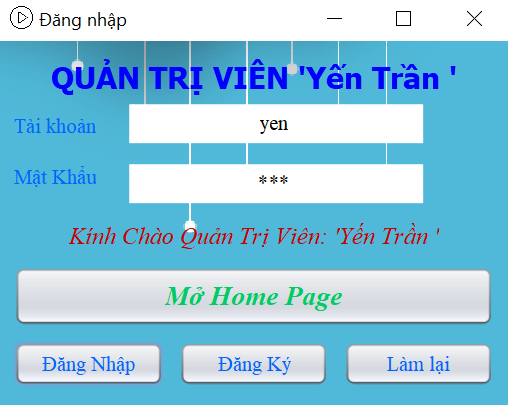 Đăng nhập
QUẢN TRỊ VIÊN 'Yến Trần '
Tài khoản yen
Mật Khẩu ***
Kính Chào Quản Trị Viên: 'Yến Trần '
Mở Home Page
Đăng Nhập Đăng Ký Làm lại